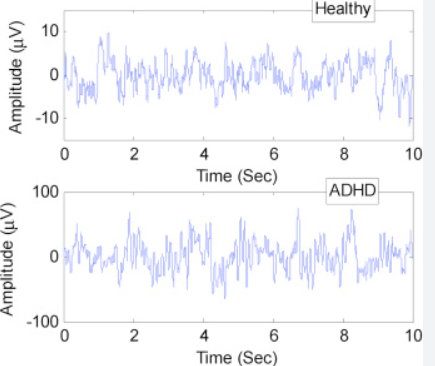 Healthy
Amplitude (µV)
10
0
-10
0 2 4 6 8 10
Time (Sec)
ADHD
Amplitude (µV)
100
0
-100
0 2 4 6 8 10
Time (Sec)